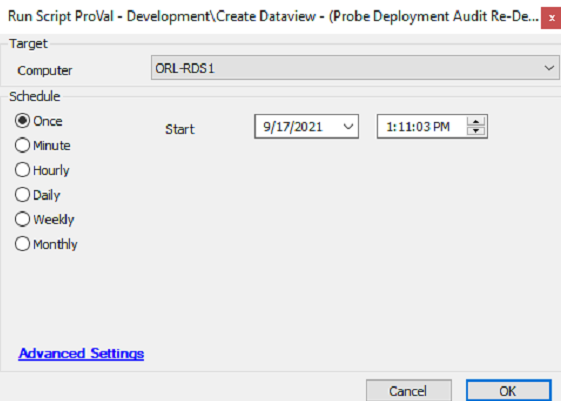 Run Script ProVal - Development\Create Dataview - (Probe Deployment Audit Re-De...
x
Target
Computer ORL-RDS1
Schedule
Once Start 9/17/2021 1:11:03 PM
Minute
Hourly
Daily
Weekly
Monthly
Advanced Settings
Cancel OK